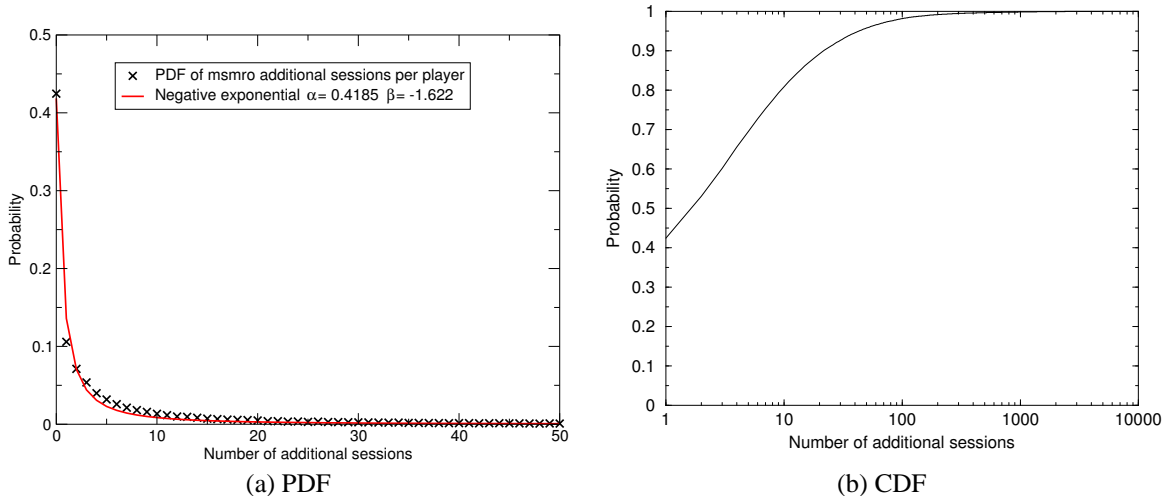 0.5
0.4
0.3
0.2
0.1
0
Probability
PDF of msmro additional sessions per player
Negative exponential α= 0.4185 β= -1.622
0 10 20 30 40 50
Number of additional sessions
(a) PDF
1
0.9
0.8
0.7
0.6
0.5
0.4
0.3
0.2
0.1
0
Probability
1 10 100 1000 10000
Number of additional sessions
(b) CDF